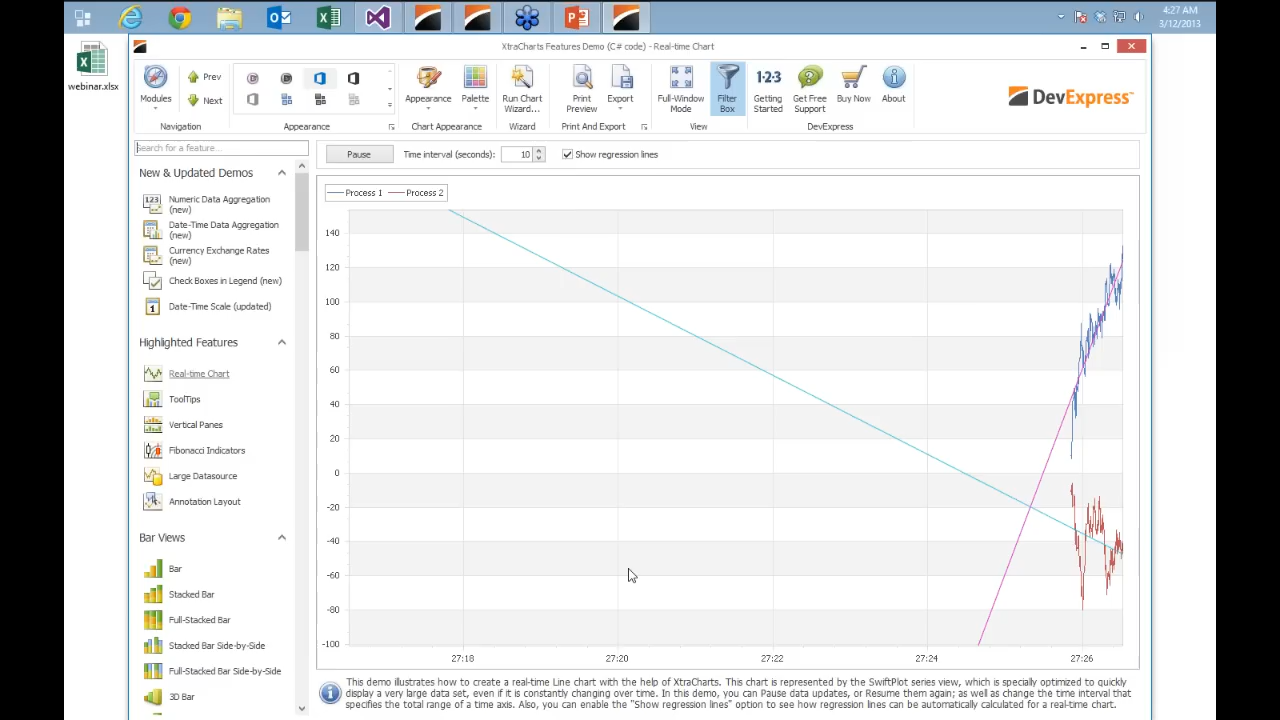 4:27 AM
3/12/2013
webinar.xlsx
XtraCharts Features Demo (C# code) - Real-time Chart
Modules
Prev
Next
Navigation
Appearance
Appearance
Palette
Chart Appearance
Run Chart
Wizard...
Wizard
Print
Preview
Export
Print And Export
Full-Window
Mode
Filter
Box
View
1·2·3
Getting
Started
Get Free
Support
Buy Now
About
DevExpress
DevExpress
Search for a feature...
Pause
Time interval (seconds):
10
Show regression lines
New & Updated Demos
Numeric Data Aggregation
(new)
Date-Time Data Aggregation
(new)
Currency Exchange Rates
(new)
Check Boxes in Legend (new)
Date-Time Scale (updated)
Highlighted Features
Real-time Chart
ToolTips
Vertical Panes
Fibonacci Indicators
Large Datasource
Annotation Layout
Bar Views
Bar
Stacked Bar
Full-Stacked Bar
Stacked Bar Side-by-Side
Full-Stacked Bar Side-by-Side
3D Bar
Process 1
Process 2
140
120
100
80
60
40
20
0
-20
-40
-60
-80
-100
27:18
27:20
27:22
27:24
27:26
This demo illustrates how to create a real-time Line chart with the help of XtraCharts. This chart is represented by the SwiftPlot series view, which is specially optimized to quickly
display a very large data set, even if it is constantly changing over time. In this demo, you can Pause data updates, or Resume them again; as well as change the time interval that
specifies the total range of a time axis. Also, you can enable the "Show regression lines" option to see how regression lines can be automatically calculated for a real-time chart.